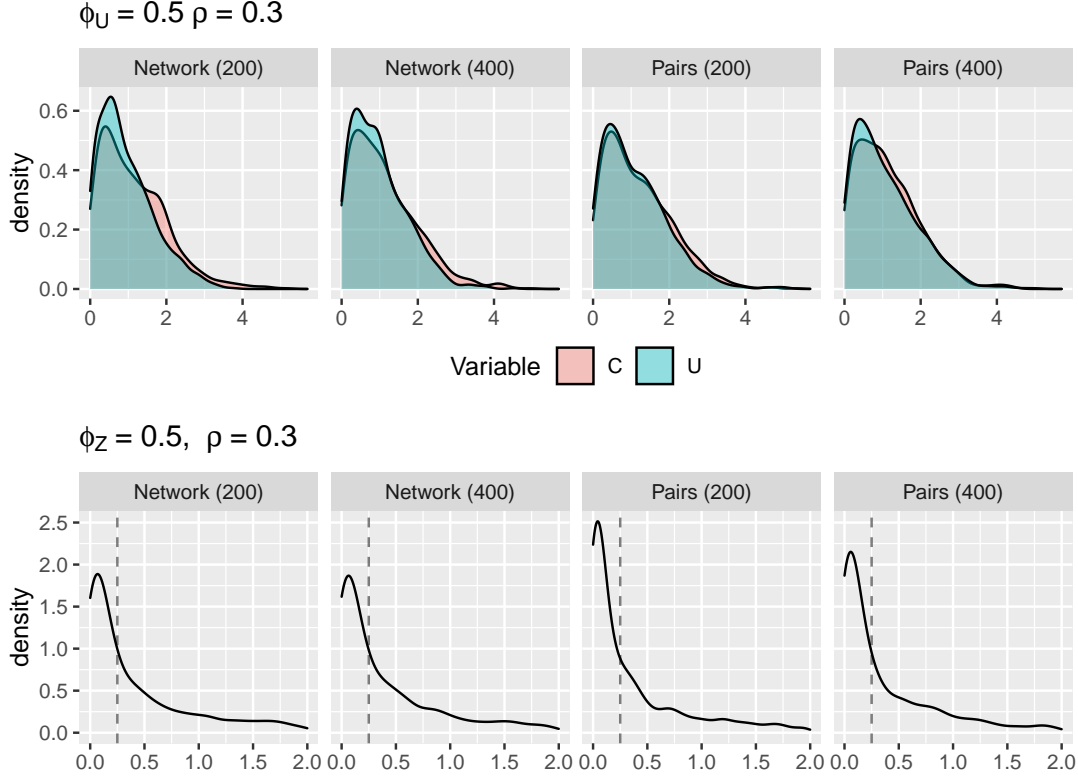 ϕU = 0.5 ρ = 0.3
Network (200) Network (400) Pairs (200) Pairs (400)
density
0.6
0.4
0.2
0.0
0 2 4 0 2 4 0 2 4 0 2 4
Variable C U
ϕZ = 0.5, ρ = 0.3
Network (200) Network (400) Pairs (200) Pairs (400)
density
2.5
2.0
1.5
1.0
0.5
0.0
0.0 0.5 1.0 1.5 2.0 0.0 0.5 1.0 1.5 2.0 0.0 0.5 1.0 1.5 2.0 0.0 0.5 1.0 1.5 2.0